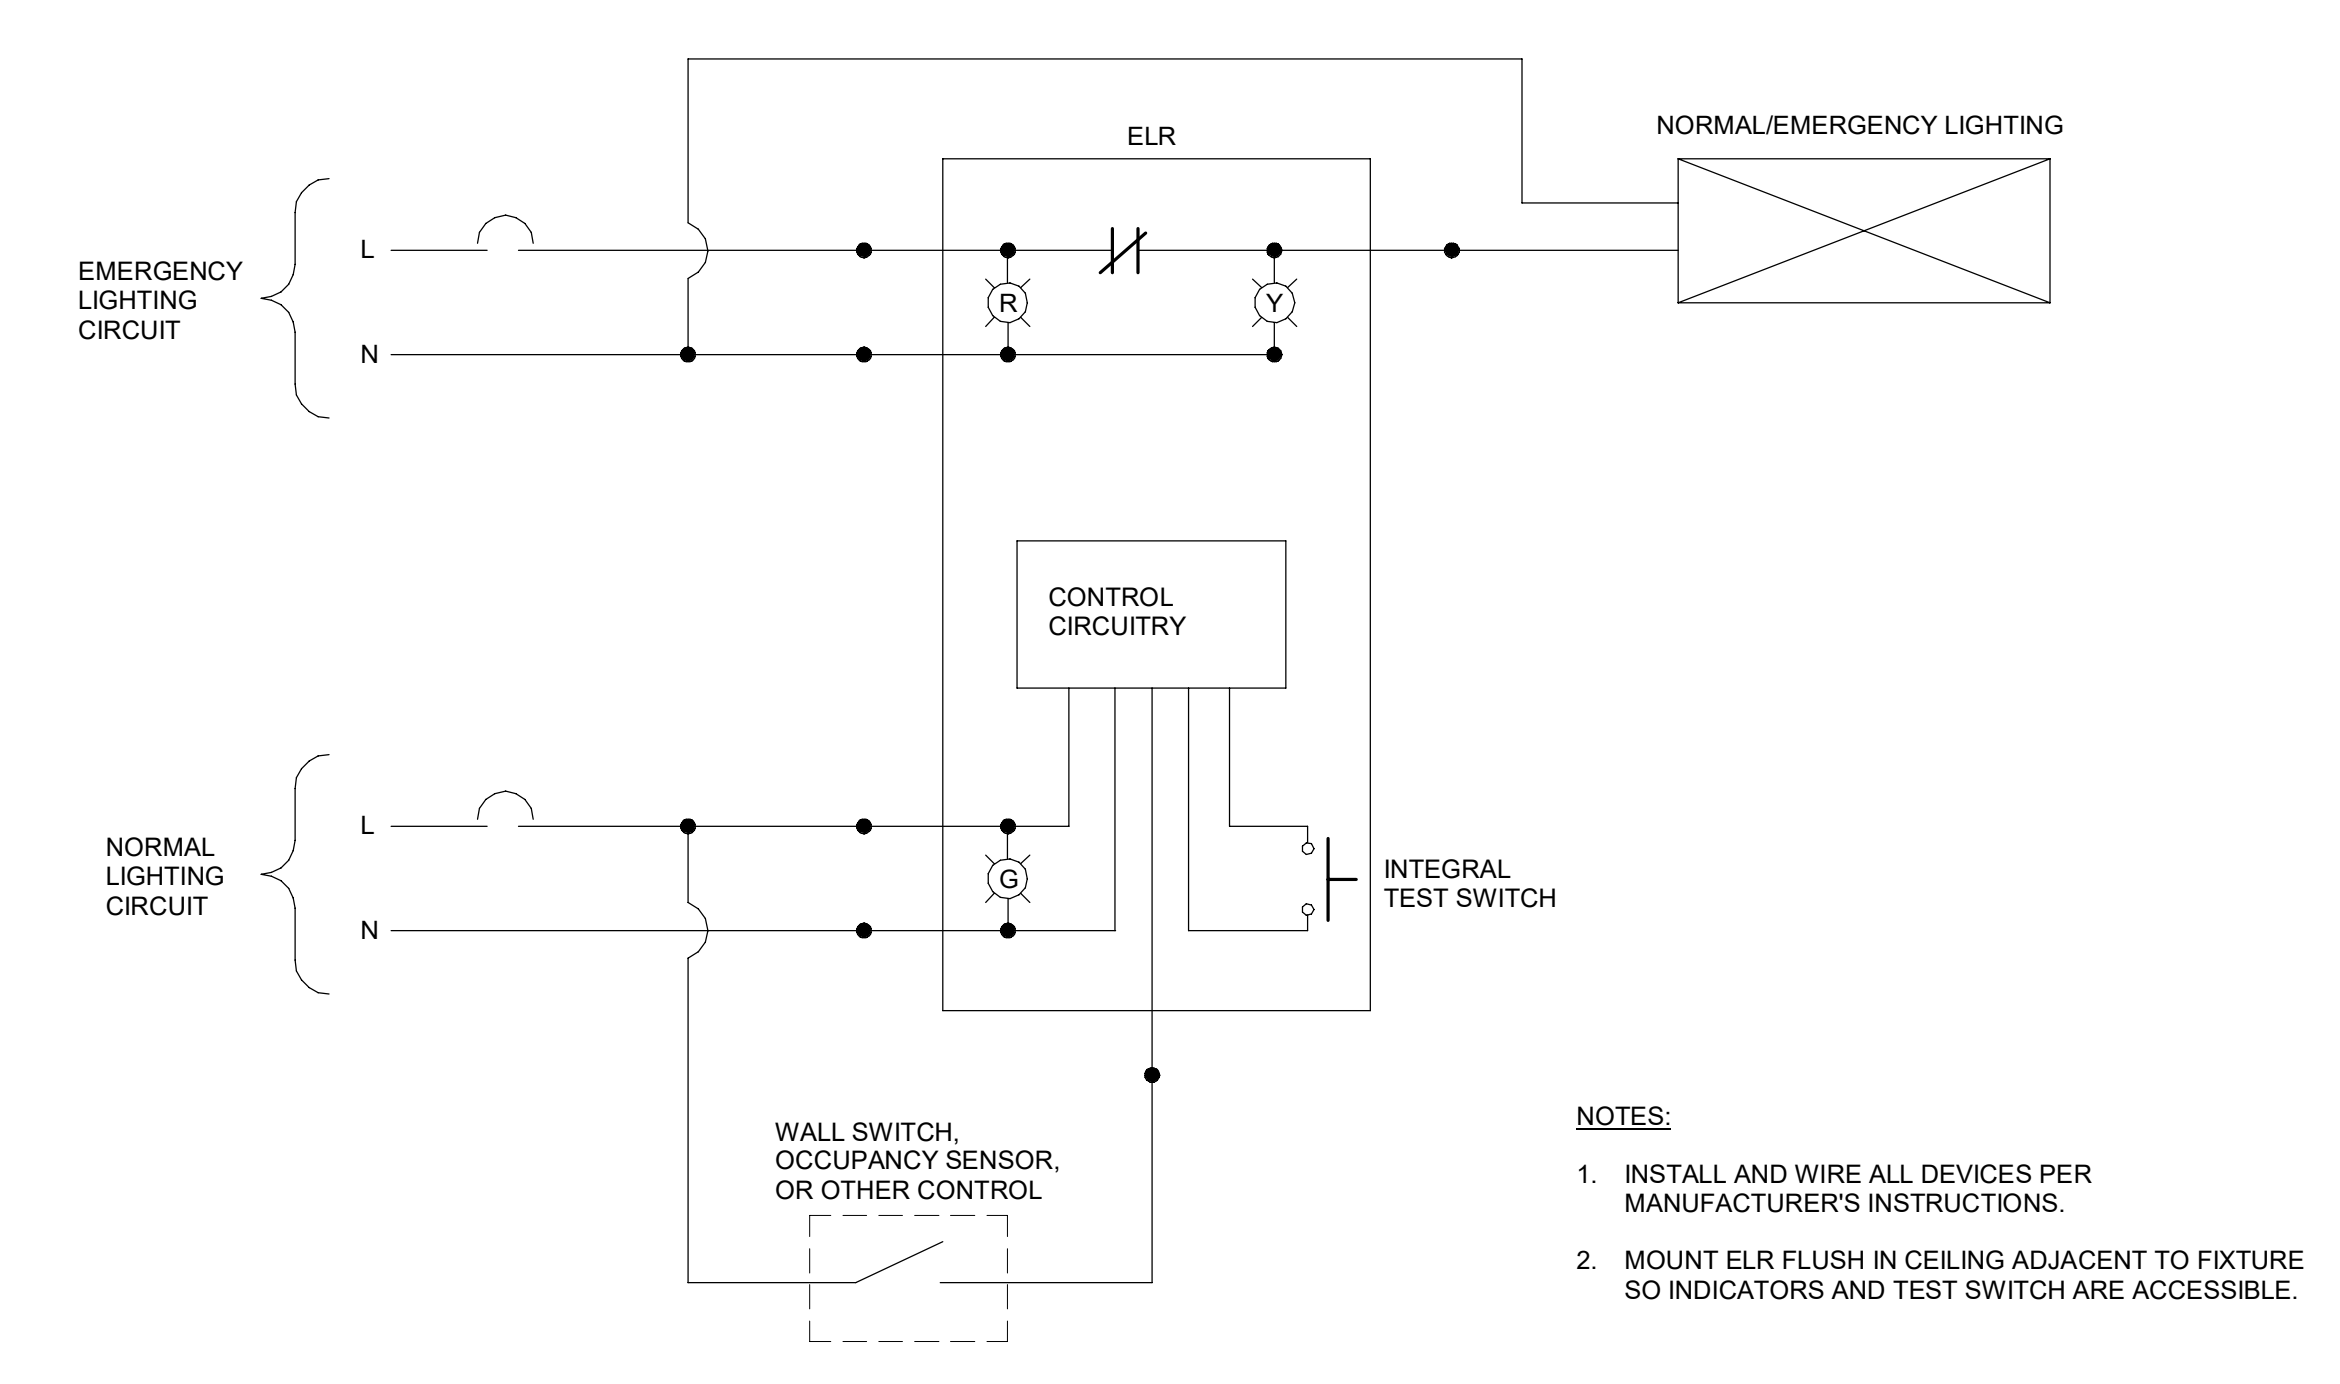 NORMAL/EMERGENCY LIGHTING
ELR
L
EMERGENCY
LIGHTING
CIRCUIT
R
Y
N
CONTROL
CIRCUITRY
L
NORMAL
LIGHTING
CIRCUIT
G
INTEGRAL
TEST SWITCH
N
WALL SWITCH,
OCCUPANCY SENSOR,
OR OTHER CONTROL
NOTES:
1. INSTALL AND WIRE ALL DEVICES PER
MANUFACTURER'S INSTRUCTIONS.
2. MOUNT ELR FLUSH IN CEILING ADJACENT TO FIXTURE
SO INDICATORS AND TEST SWITCH ARE ACCESSIBLE.